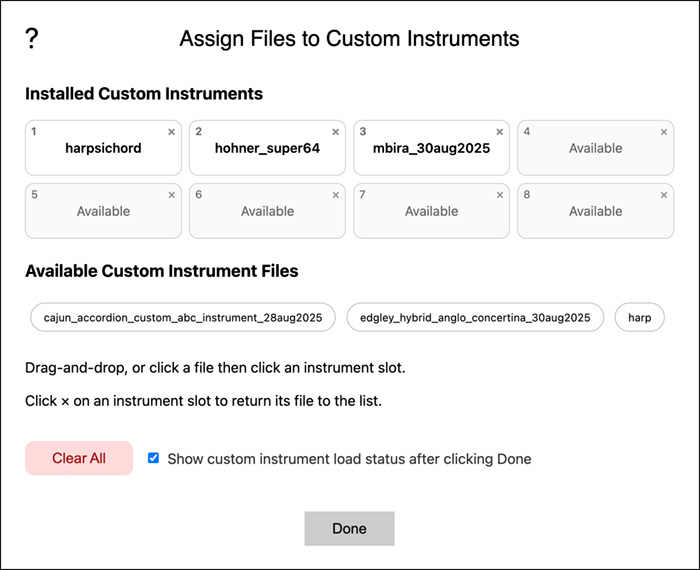 ? Assign Files to Custom Instruments
Installed Custom Instruments
1 × 2 × 3 × 4 ×
harpsichord hohner_super64 mbira_30aug2025 Available
5 × 6 × 7 × 8 ×
Available Available Available Available
Available Custom Instrument Files
cajun_accordion_custom_abc_instrument_28aug2025 edgley_hybrid_anglo_concertina_30aug2025 harp
Drag-and-drop, or click a file then click an instrument slot.
Click × on an instrument slot to return its file to the list.
Clear All Show custom instrument load status after clicking Done
Done